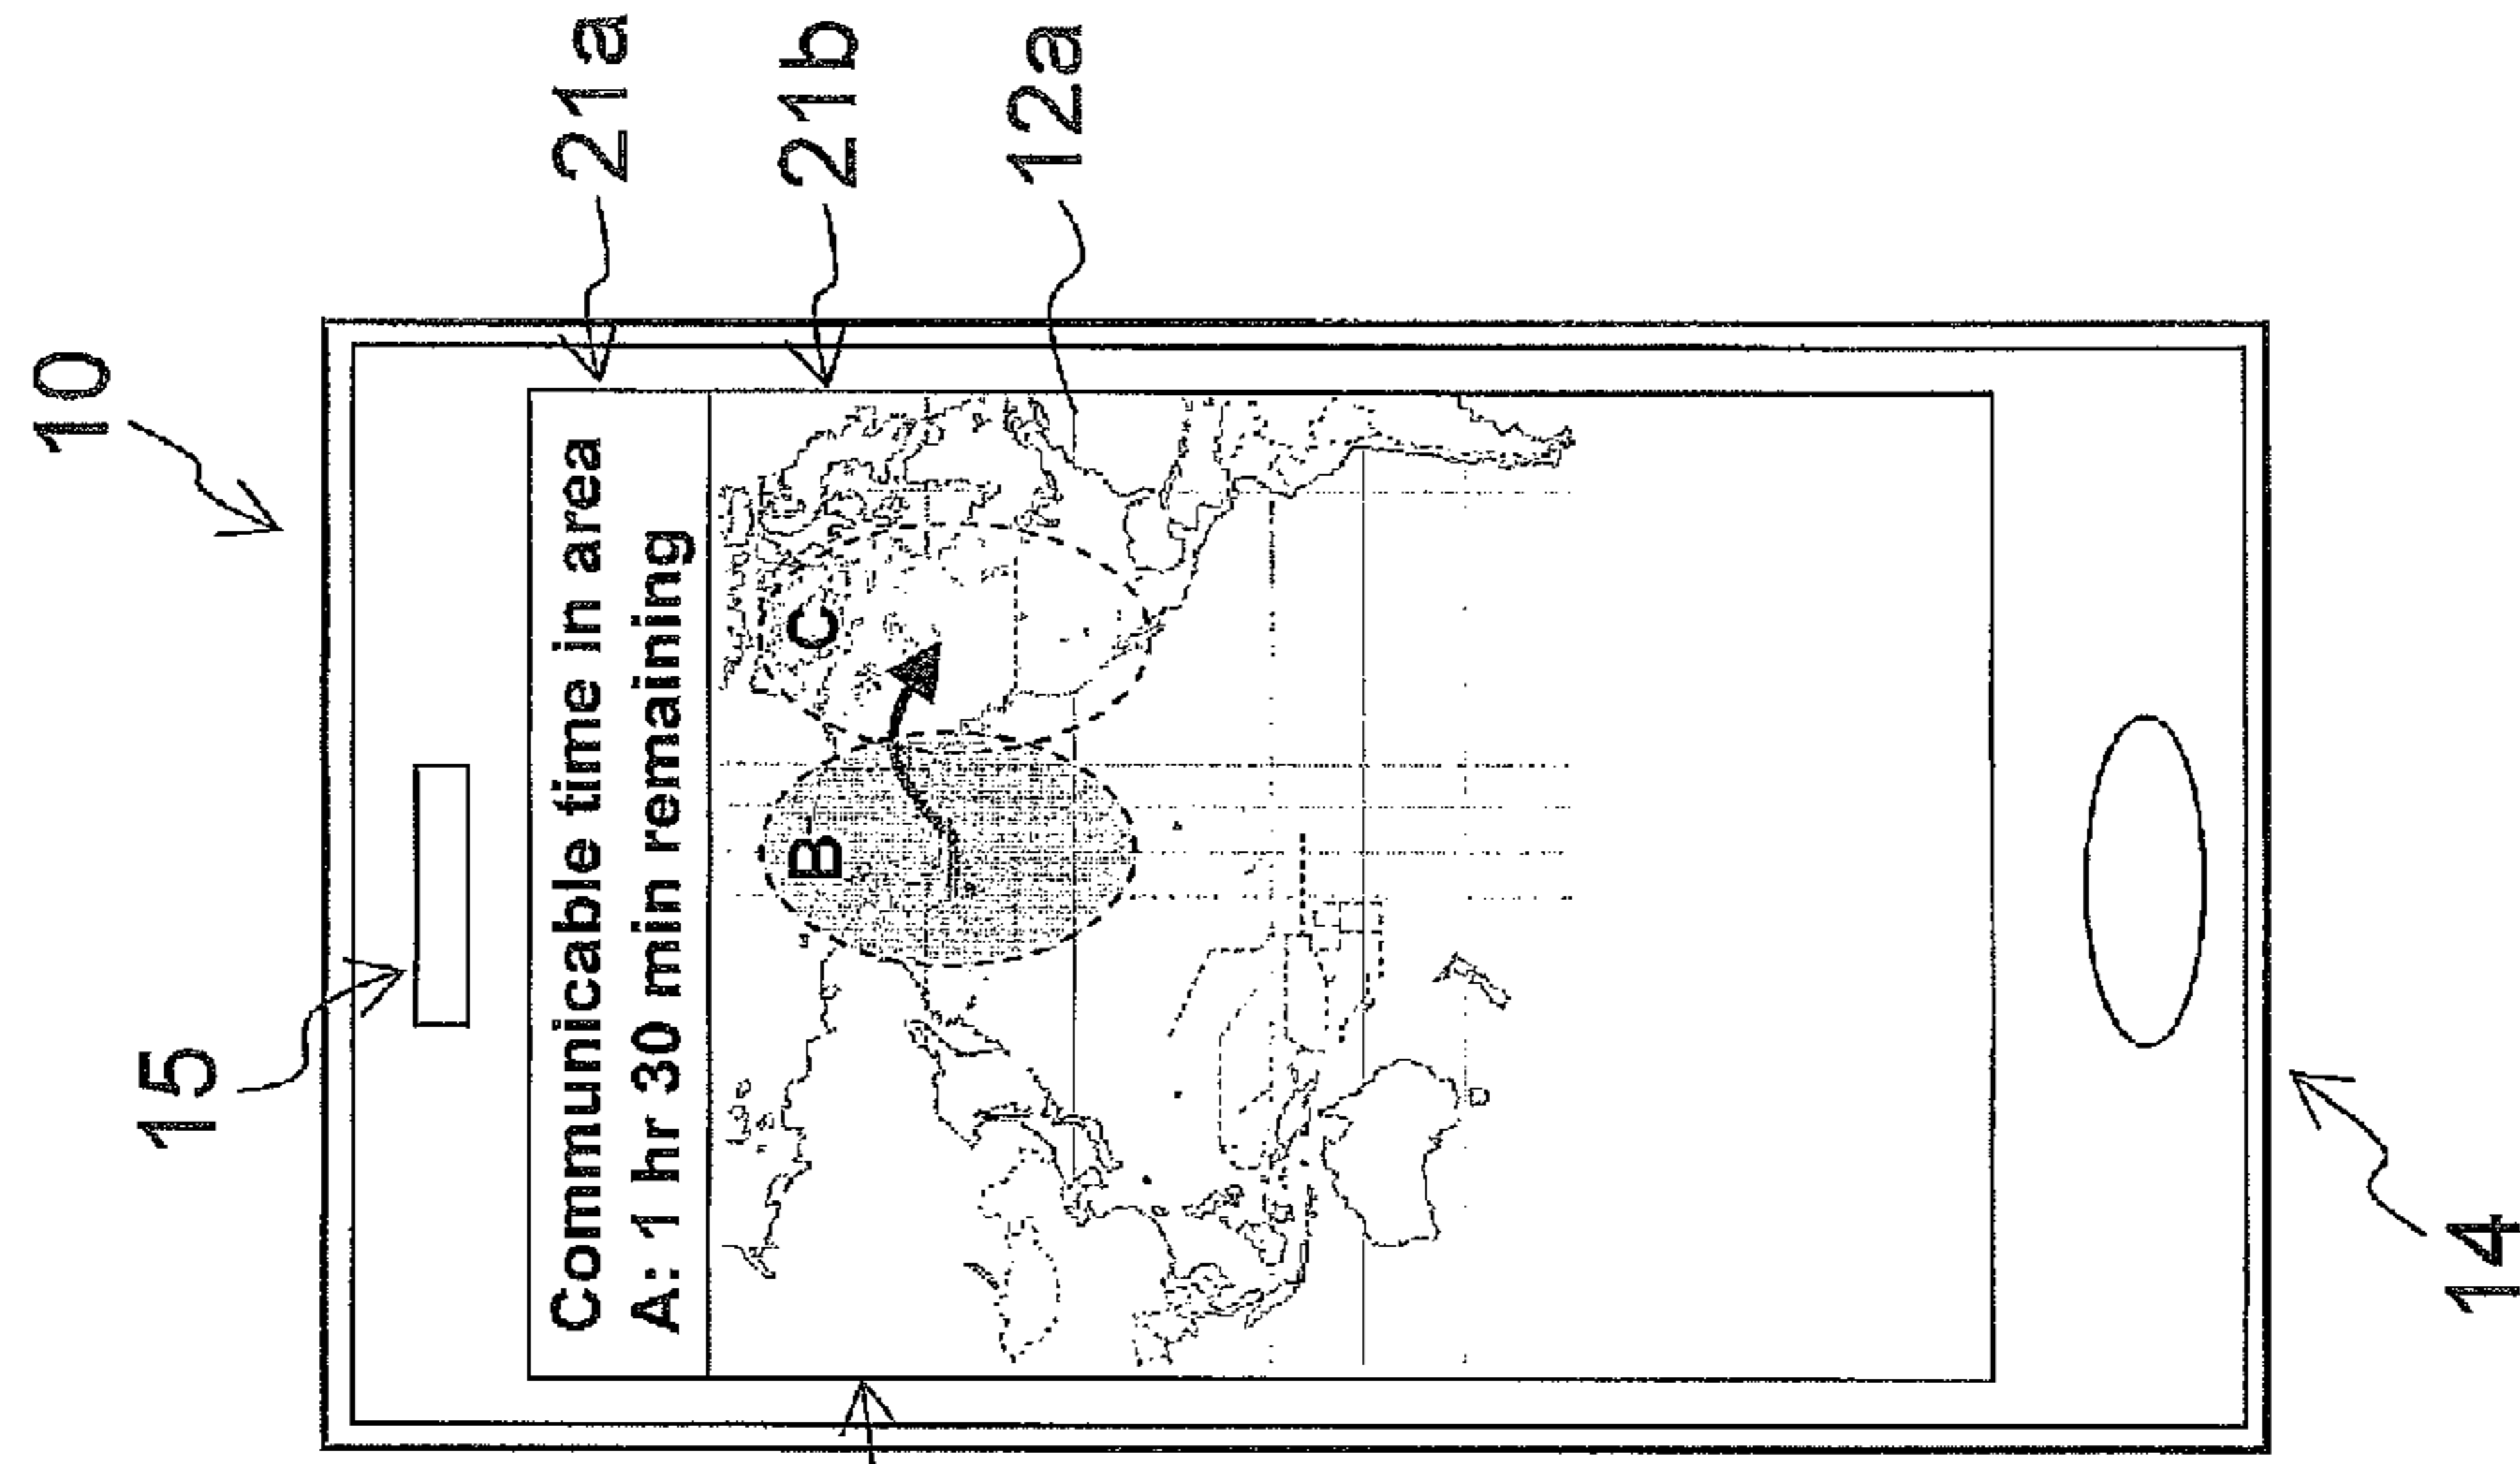 10
15
21a
21b
12a
Communicable time in area
A: 1 hr 30 min remaining
B
C
14